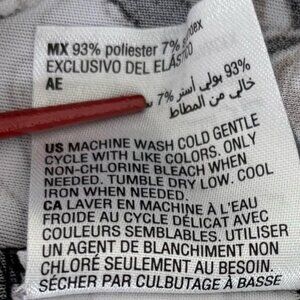 MX 93% poliester 7%
EXCLUSIVO DEL ELÁSTICO
AE
93% بولي أستر 7%
خالي من المطاط
US MACHINE WASH COLD GENTLE
CYCLE WITH LIKE COLORS. ONLY
NON-CHLORINE BLEACH WHEN
NEEDED. TUMBLE DRY LOW. COOL
IRON WHEN NEEDED.
CA LAVER EN MACHINE À L'EAU
FROIDE AU CYCLE DÉLICAT AVEC
COULEURS SEMBLABLES. UTILISER
UN AGENT DE BLANCHIMENT NON
CHLORÉ SEULEMENT AU BESOIN.
SÉCHER PAR CULBUTAGE À BASSE